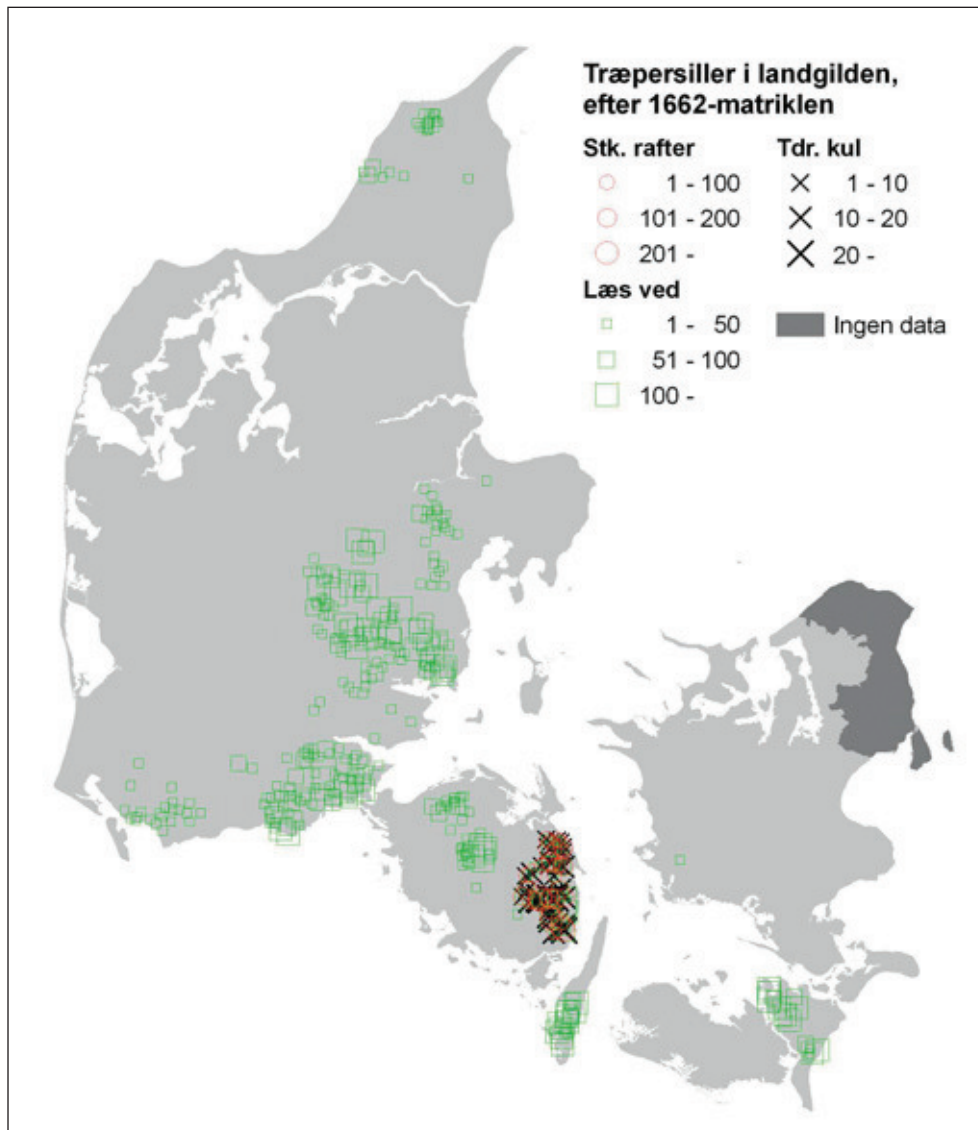 Træpersiller i landgilden,
efter 1662-matriklen
Stk. rafter
1 - 100
101 - 200
201 -
Læs ved
1 - 50
51 - 100
100 -
Tdr. kul
1 - 10
10 - 20
20 -
Ingen data